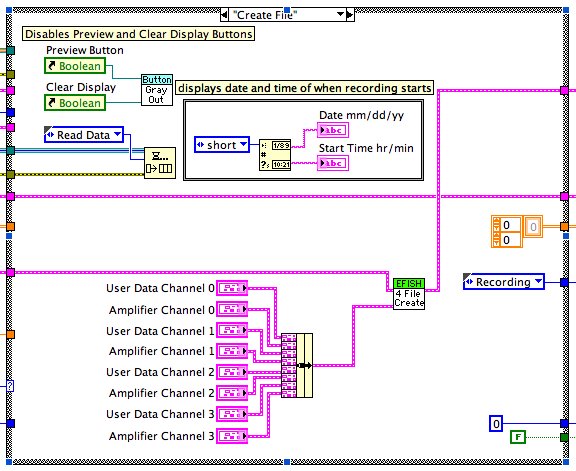 "Create File"
Disables Preview and Clear Display Buttons
Preview Button
Boolean
Clear Display
Boolean
Button
Gray
Out
displays date and time of when recording starts
Read Data
short
1/89
#
?
10:21
Date mm/dd/yy
abc
Start Time hr/min
abc
0
0
0
EFISH
4 File
Create
Recording
User Data Channel 0
Amplifier Channel 0
User Data Channel 1
Amplifier Channel 1
User Data Channel 2
Amplifier Channel 2
User Data Channel 3
Amplifier Channel 3
?
0
F